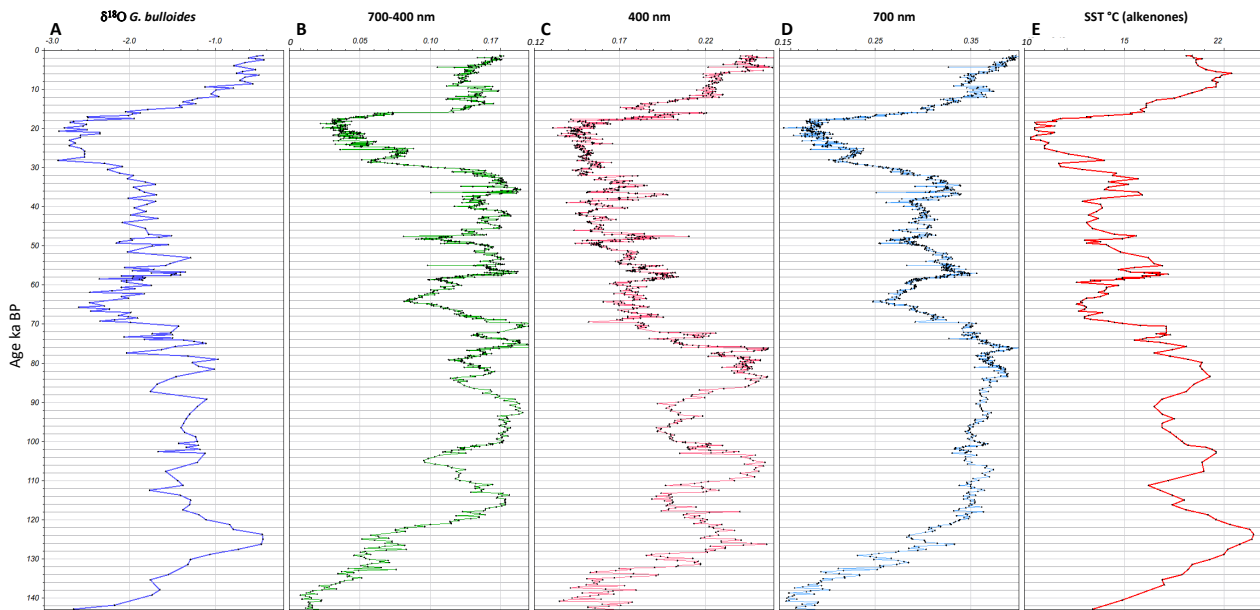 A δ¹⁸O G. bulloides
B 700-400 nm
C 400 nm
D 700 nm
E SST °C (alkenones)
-3.0 -2.0 -1.0
0.05 0.10 0.17
0.12 0.17 0.22
0.15 0.25 0.35
10 15 22
Age ka BP
0
10
20
30
40
50
60
70
80
90
100
110
120
130
140